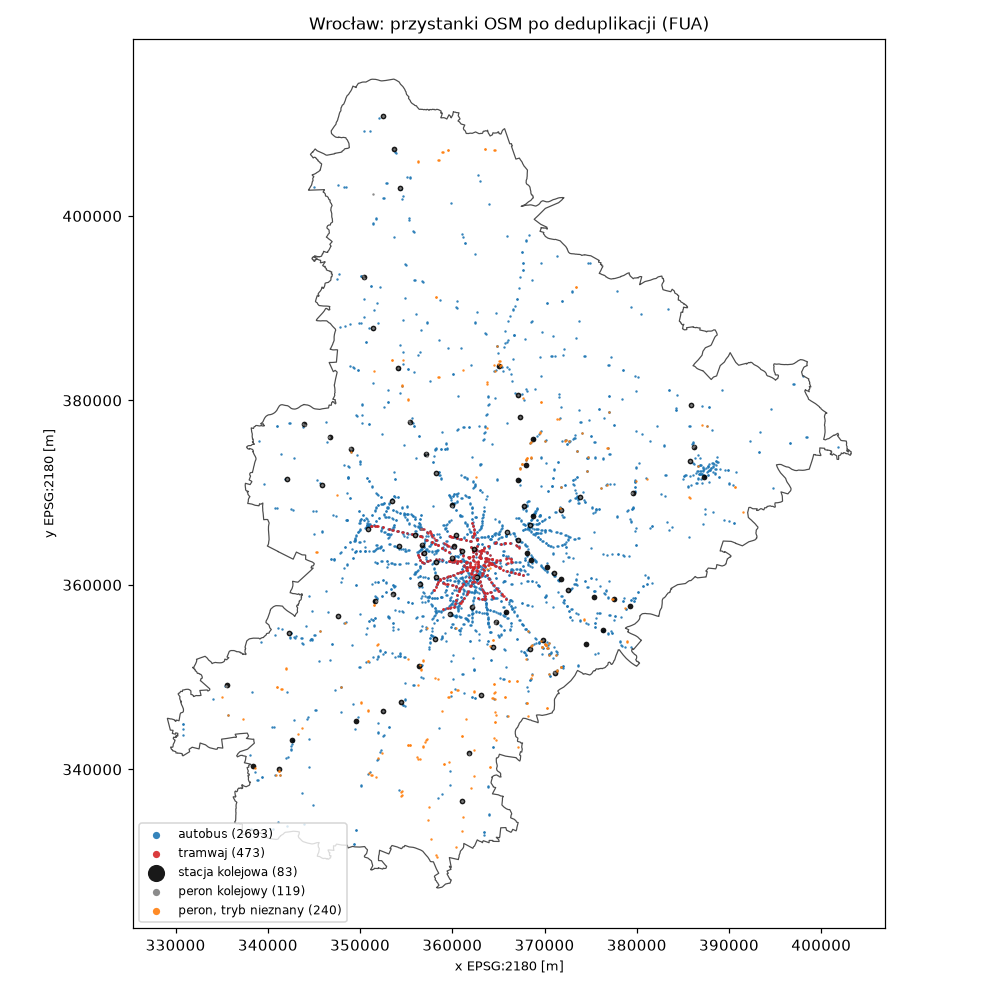 Wrocław: przystanki OSM po deduplikacji (FUA)
y EPSG:2180 [m]
400000
380000
360000
340000
autobus (2693)
tramwaj (473)
stacja kolejowa (83)
peron kolejowy (119)
peron, tryb nieznany (240)
330000 340000 350000 360000 370000 380000 390000 400000
x EPSG:2180 [m]